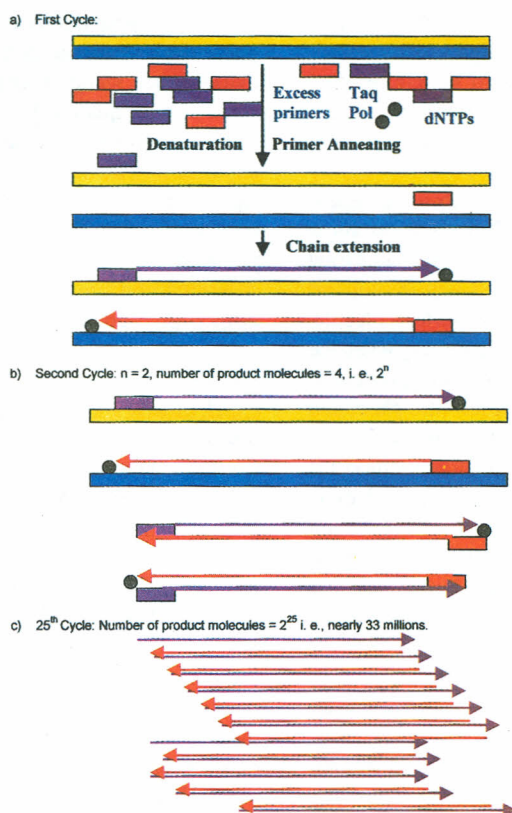 a) First Cycle:
Excess Taq
primers Pol dNTPs
Denaturation Primer Annealing
Chain extension
b) Second Cycle: n = 2, number of product molecules = 4, i. e., 2ⁿ
c) 25ᵗʰ Cycle: Number of product molecules = 2²⁵ i. e., nearly 33 millions.